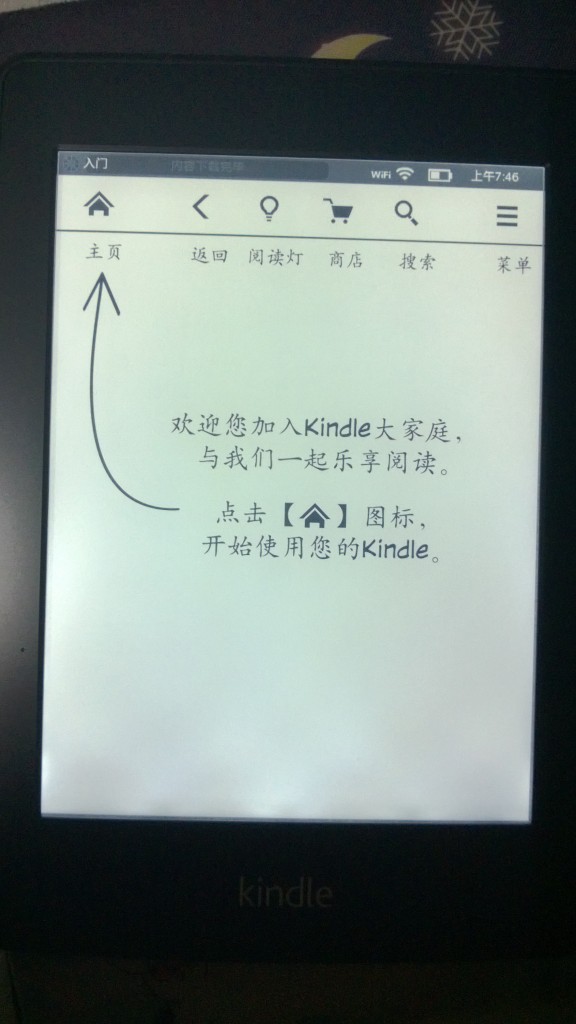 入门 内容下载完毕 WiFi 上午7:46
主页 返回 阅读灯 商店 搜索 菜单
欢迎您加入Kindle大家庭，
与我们一起乐享阅读。
点击【】图标，
开始使用您的Kindle。
kindle